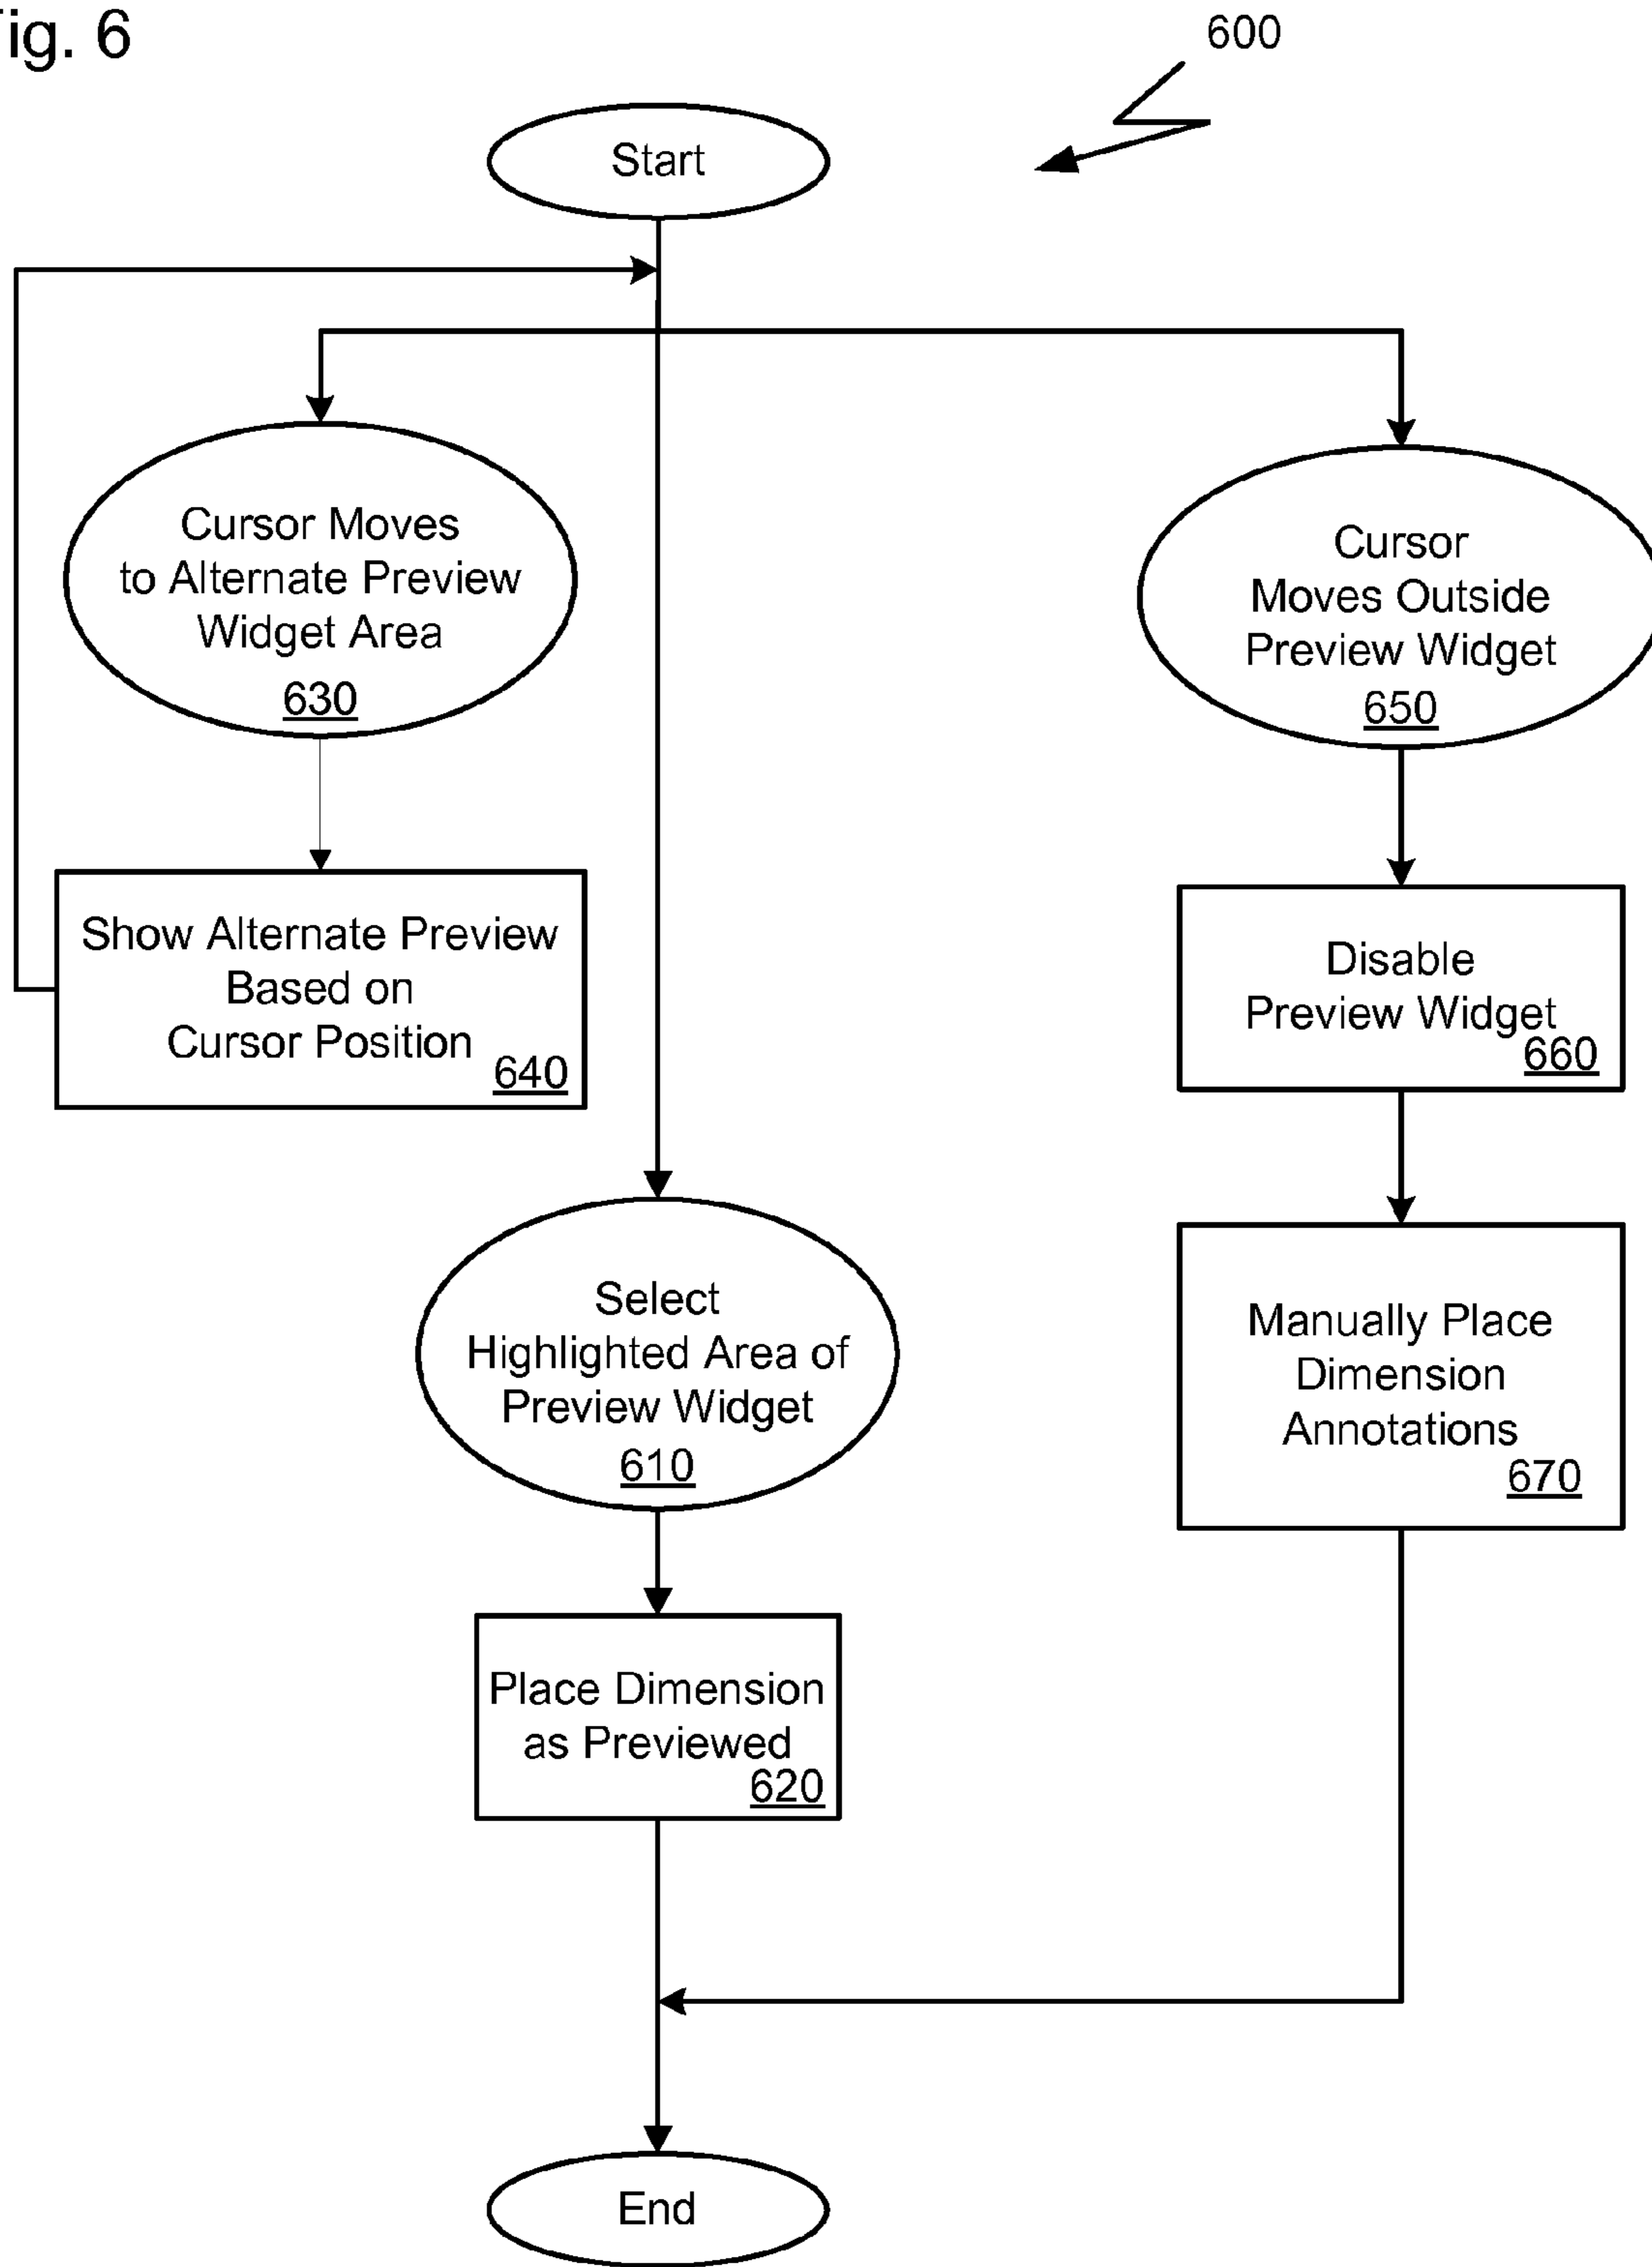 ig. 6
600
Start
Cursor Moves
to Alternate Preview
Widget Area
630
Cursor
Moves Outside
Preview Widget
650
Show Alternate Preview
Based on
Cursor Position
640
Disable
Preview Widget
660
Select
Highlighted Area of
Preview Widget
610
Manually Place
Dimension
Annotations
670
Place Dimension
as Previewed
620
End